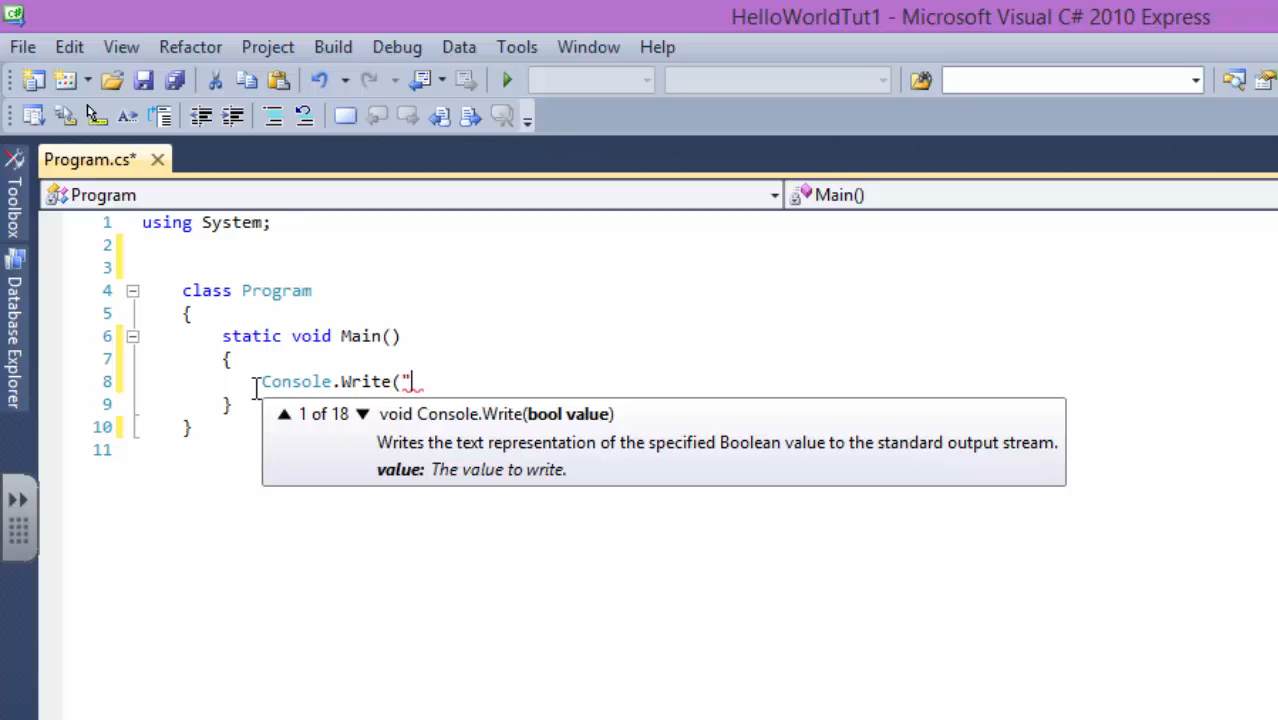 HelloWorldTut1 - Microsoft Visual C# 2010 Express
File Edit View Refactor Project Build Debug Data Tools Window Help
Program.cs*
Program Main()
Toolbox
Database Explorer
1 using System;
2
3
4 class Program
5 {
6 static void Main()
7 {
8 Console.Write("
9 }
10 }
11
1 of 18 void Console.Write(bool value)
Writes the text representation of the specified Boolean value to the standard output stream.
value: The value to write.